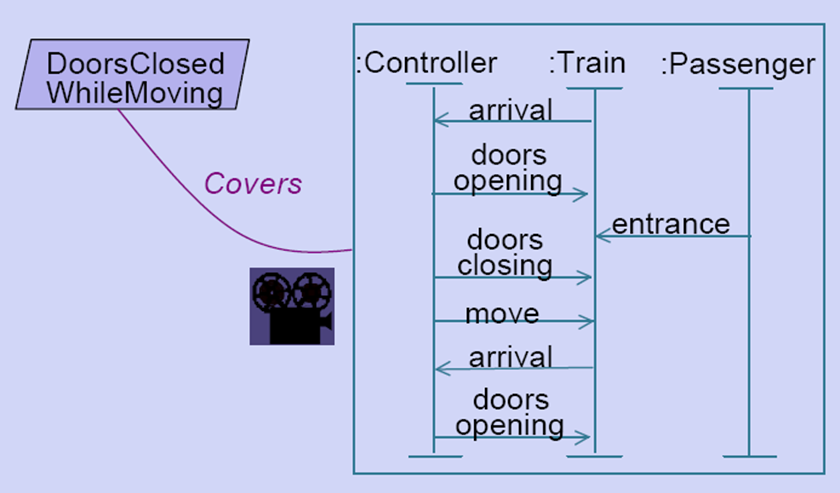 DoorsClosed
WhileMoving
Covers
:Controller :Train :Passenger
arrival
doors
opening
entrance
doors
closing
move
arrival
doors
opening